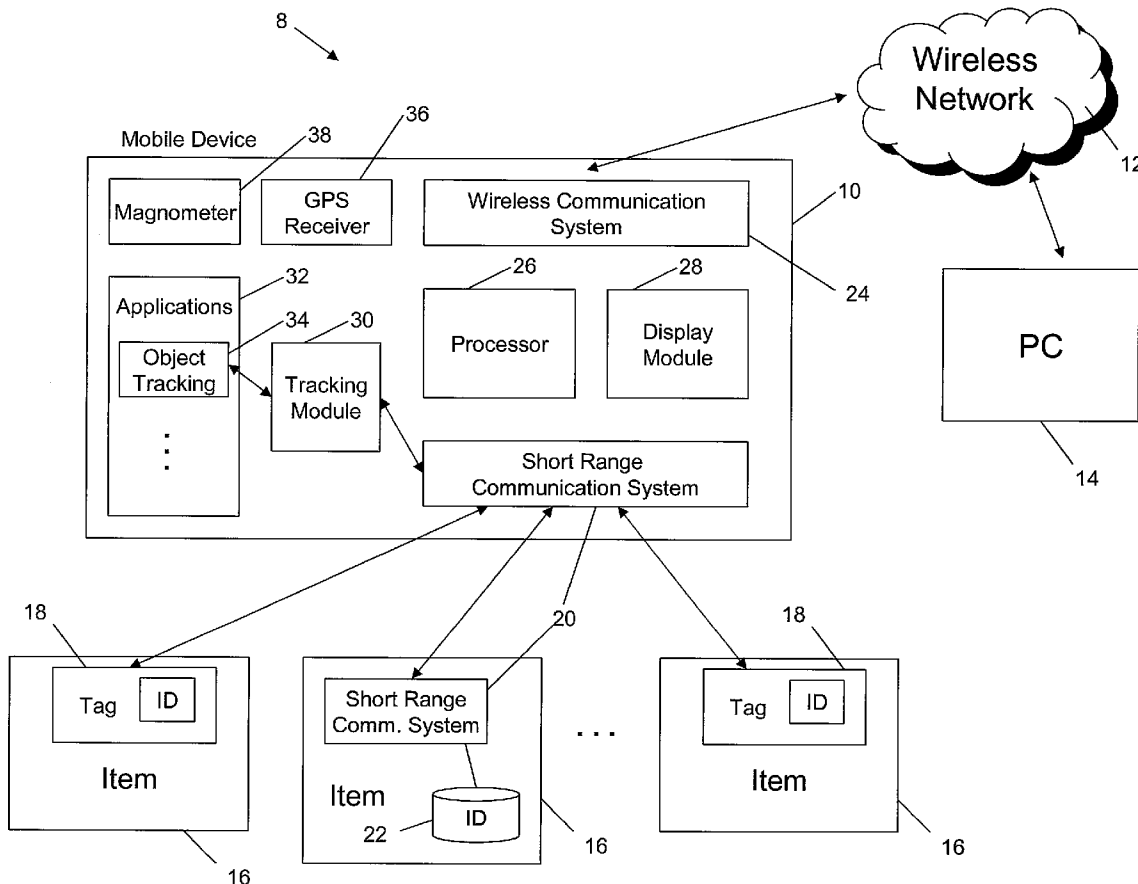 8
Wireless
Network
12
Mobile Device
38
36
10
Magnometer
GPS
Receiver
Wireless Communication
System
24
32
26
28
Applications
34
30
Object
Tracking
Tracking
Module
Processor
Display
Module
PC
14
. . .
Short Range
Communication System
18
20
18
Tag
ID
Item
16
Short Range
Comm. System
Item
ID
22
16
. . .
Tag
ID
Item
16